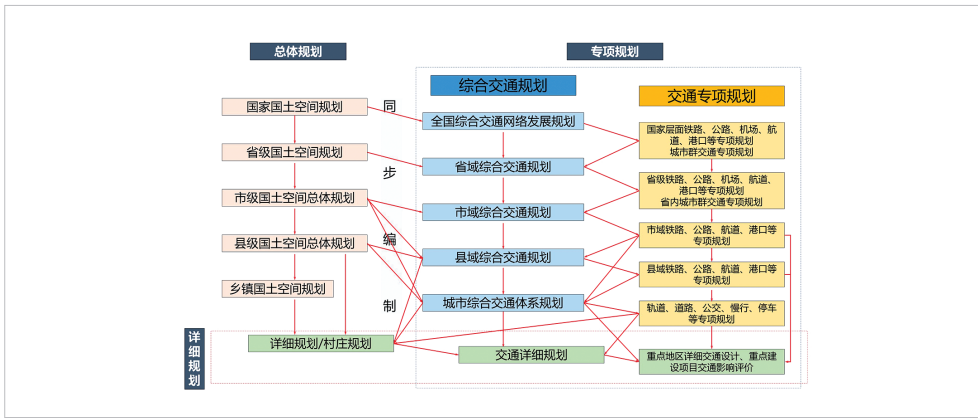 总体规划
专项规划
综合交通规划
交通专项规划
国家国土空间规划
同
全国综合交通网络发展规划
国家层面铁路、公路、机场、航
道、港口等专项规划
城市群交通专项规划
省级国土空间规划
步
省域综合交通规划
省级铁路、公路、机场、航道、
港口等专项规划
省内城市群交通专项规划
市级国土空间总体规划
市域综合交通规划
市域铁路、公路、航道、港口等
专项规划
县级国土空间总体规划
编
县域综合交通规划
县域铁路、公路、航道、港口等
专项规划
乡镇国土空间规划
制
城市综合交通体系规划
轨道、道路、公交、慢行、停车
等专项规划
详细规划
详细规划/村庄规划
交通详细规划
重点地区详细交通设计、重点建
设项目交通影响评价